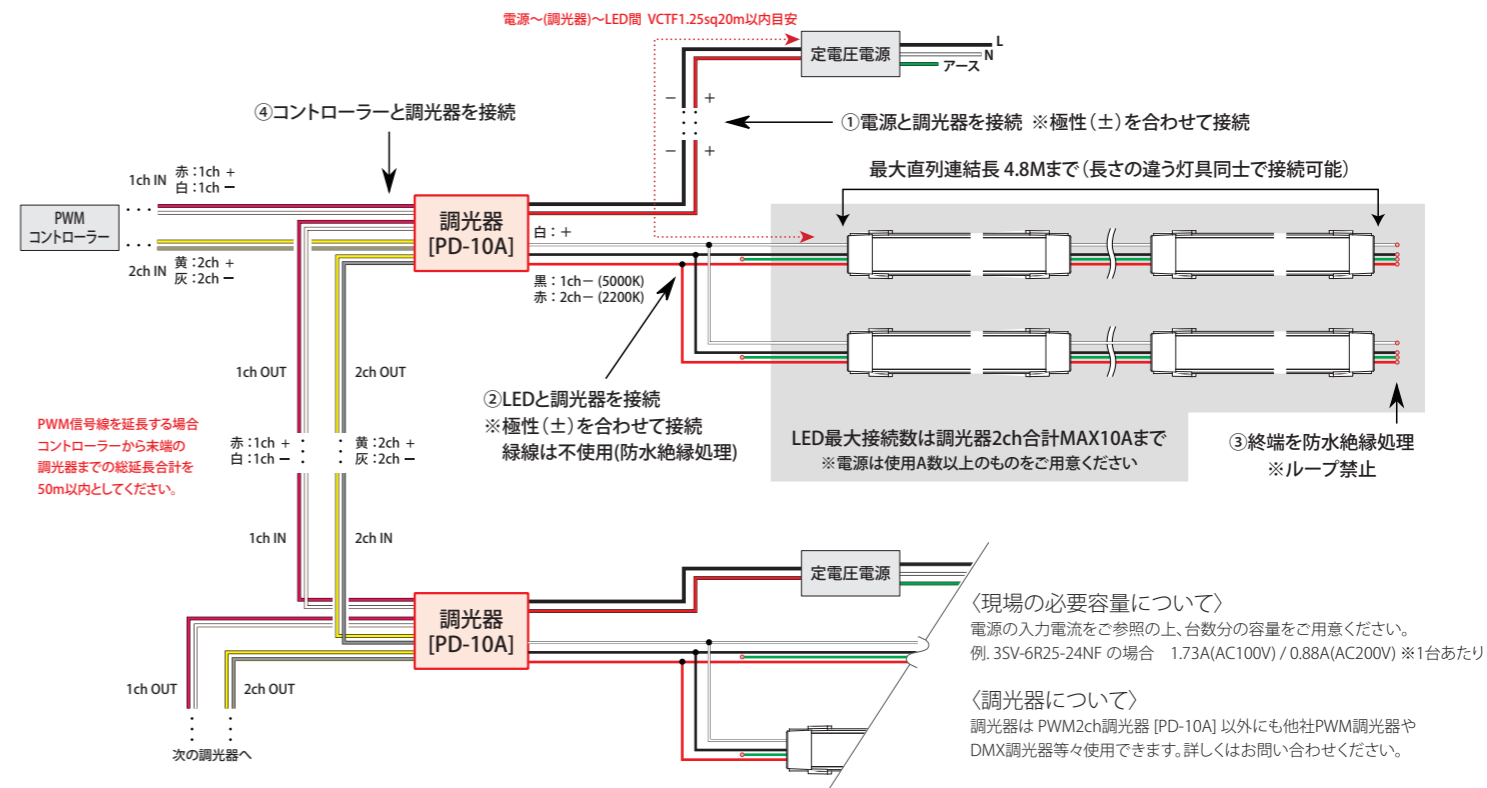 電源～(調光器)～LED間 VCTF1.25sq20m以内目安
定電圧電源
L
N
アース
④コントローラーと調光器を接続
− +
− +
①電源と調光器を接続 ※極性(±)を合わせて接続
最大直列連結長 4.8Mまで(長さの違う灯具同士で接続可能)
1ch IN
赤：1ch +
白：1ch −
PWM
コントローラー
2ch IN
黄：2ch +
灰：2ch −
調光器
[PD-10A]
白：+
黒：1ch− (5000K)
赤：2ch− (2200K)
②LEDと調光器を接続
※極性(±)を合わせて接続
緑線は不使用(防水絶縁処理)
LED最大接続数は調光器2ch合計MAX10Aまで
※電源は使用A数以上のものをご用意ください
③終端を防水絶縁処理
※ループ禁止
1ch OUT
2ch OUT
PWM信号線を延長する場合
コントローラーから末端の
調光器までの総延長合計を
50m以内としてください。
赤：1ch +
白：1ch −
黄：2ch +
灰：2ch −
1ch IN
2ch IN
調光器
[PD-10A]
定電圧電源
1ch OUT
2ch OUT
次の調光器へ
〈現場の必要容量について〉
電源の入力電流をご参照の上、台数分の容量をご用意ください。
例. 3SV-6R25-24NF の場合 1.73A(AC100V) / 0.88A(AC200V) ※1台あたり
〈調光器について〉
調光器は PWM2ch調光器 [PD-10A] 以外にも他社PWM調光器や
DMX調光器等々使用できます。詳しくはお問い合わせください。